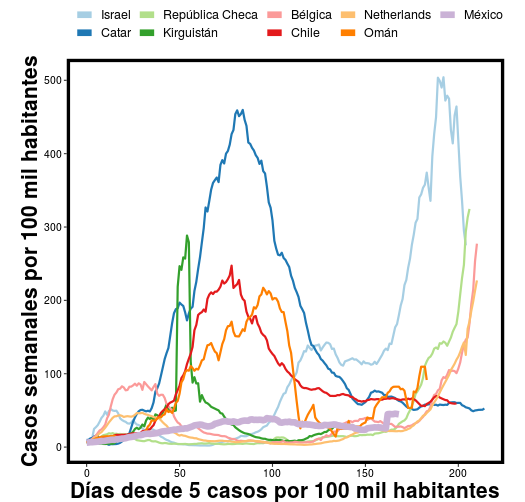 Israel República Checa Bélgica Netherlands México
Catar Kirguistán Chile Omán
Casos semanales por 100 mil habitantes
500
400
300
200
100
0
0 50 100 150 200
Días desde 5 casos por 100 mil habitantes